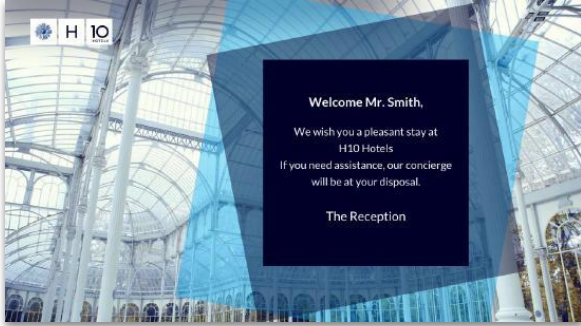 H 10
HOTELS
Welcome Mr. Smith,
We wish you a pleasant stay at
H10 Hotels
If you need assistance, our concierge
will be at your disposal.
The Reception